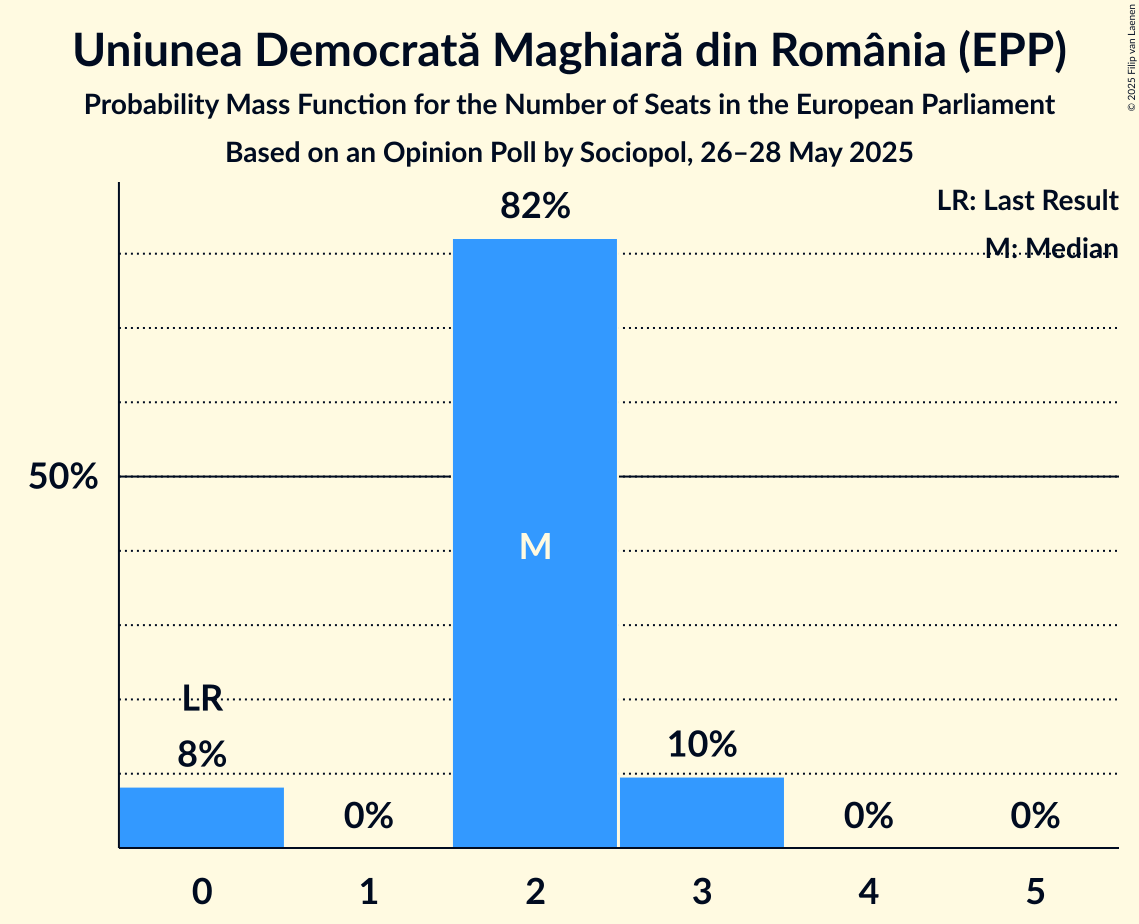 Uniunea Democrată Maghiară din România (EPP)
Probability Mass Function for the Number of Seats in the European Parliament
Based on an Opinion Poll by Sociopol, 26–28 May 2025
© 2025 Filip van Laenen
LR: Last Result
M: Median
82%
50%
M
LR
8%
0%
10%
0%
0%
0 1 2 3 4 5